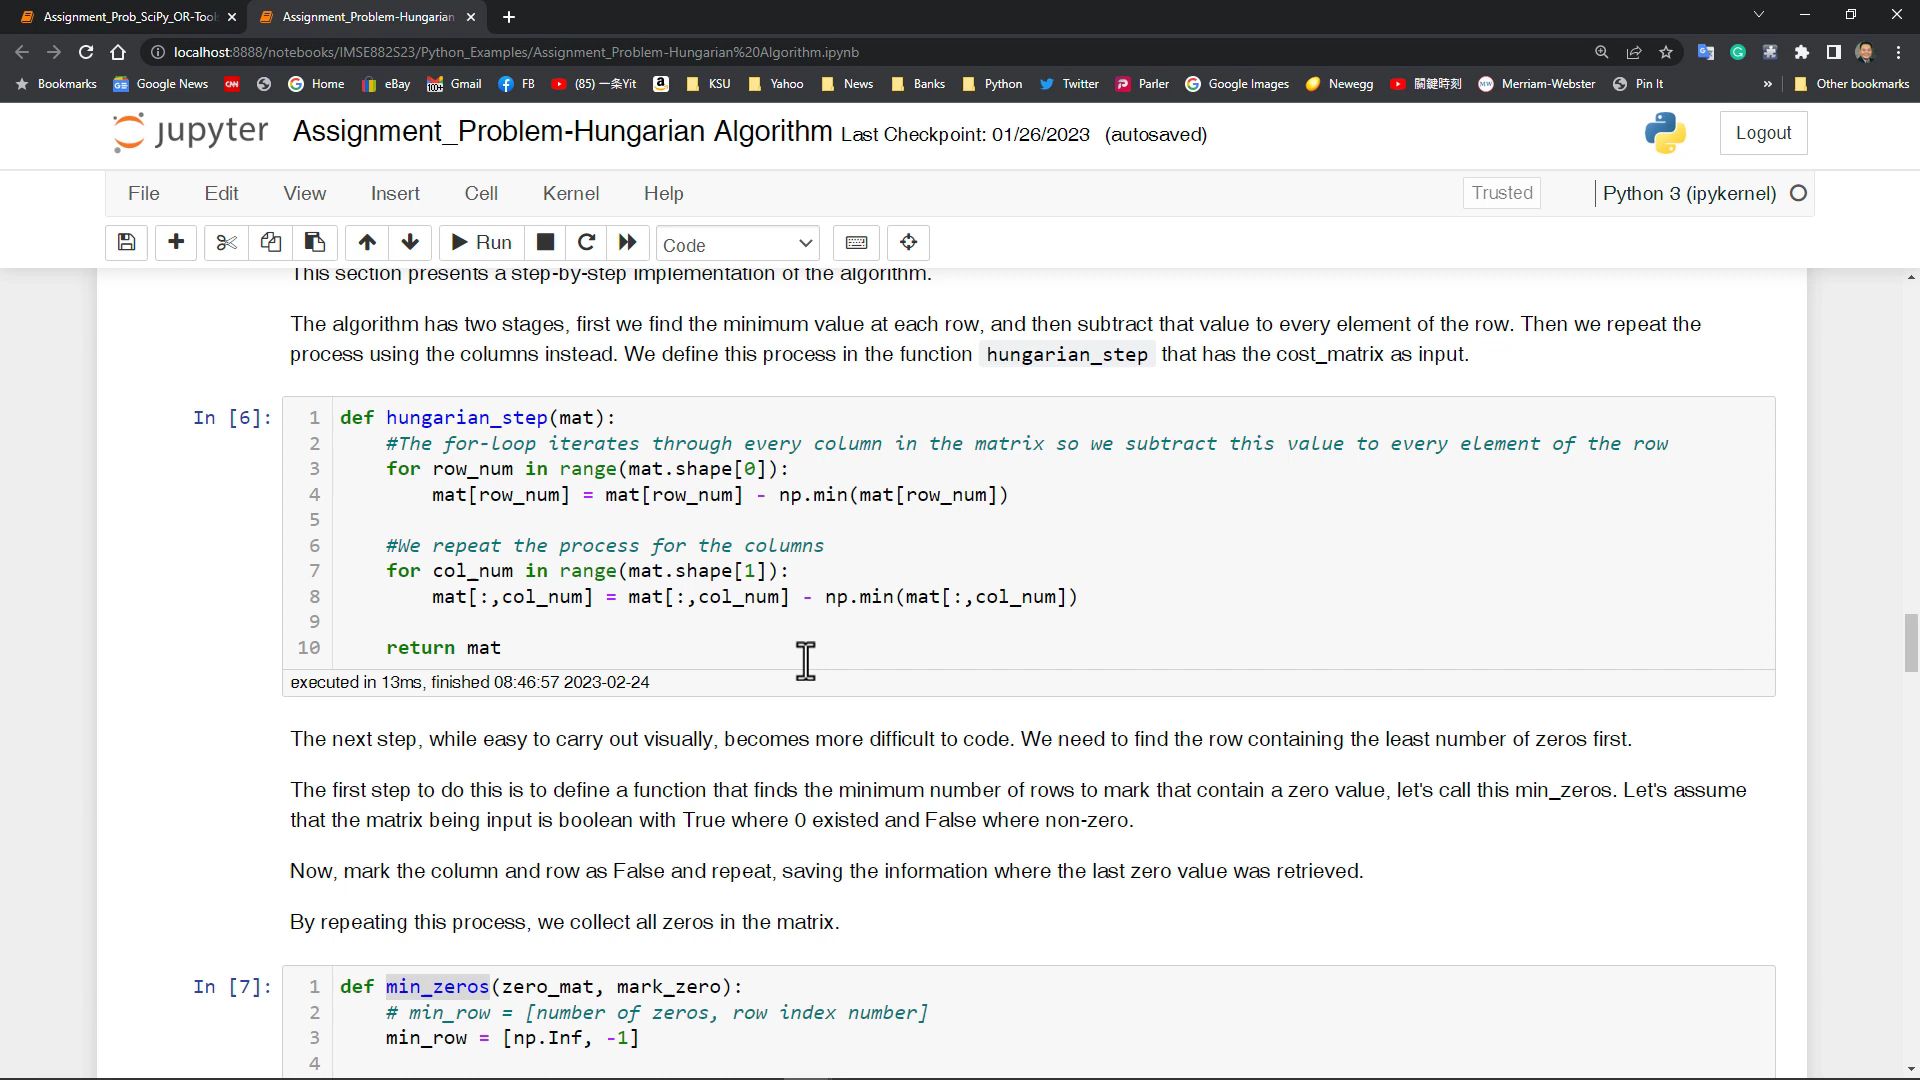 Assignment_Prob_SciPy_OR-Tool
Assignment_Problem-Hungarian
localhost:8888/notebooks/IMSE882S23/Python_Examples/Assignment_Problem-Hungarian%20Algorithm.ipynb
Bookmarks Google News CNN Home eBay 100+ Gmail FB (85) 一条Yit KSU Yahoo News Banks Python Twitter Parler Google Images Newegg 關鍵時刻 Merriam-Webster Pin It » Other bookmarks
jupyter Assignment_Problem-Hungarian Algorithm Last Checkpoint: 01/26/2023 (autosaved) Logout
File Edit View Insert Cell Kernel Help Trusted Python 3 (ipykernel)
Run Code
This section presents a step-by-step implementation of the algorithm.
The algorithm has two stages, first we find the minimum value at each row, and then subtract that value to every element of the row. Then we repeat the
process using the columns instead. We define this process in the function hungarian_step that has the cost_matrix as input.
In [6]: 1 def hungarian_step(mat):
2 #The for-loop iterates through every column in the matrix so we subtract this value to every element of the row
3 for row_num in range(mat.shape[0]):
4 mat[row_num] = mat[row_num] - np.min(mat[row_num])
5
6 #We repeat the process for the columns
7 for col_num in range(mat.shape[1]):
8 mat[:,col_num] = mat[:,col_num] - np.min(mat[:,col_num])
9
10 return mat
executed in 13ms, finished 08:46:57 2023-02-24
The next step, while easy to carry out visually, becomes more difficult to code. We need to find the row containing the least number of zeros first.
The first step to do this is to define a function that finds the minimum number of rows to mark that contain a zero value, let's call this min_zeros. Let's assume
that the matrix being input is boolean with True where 0 existed and False where non-zero.
Now, mark the column and row as False and repeat, saving the information where the last zero value was retrieved.
By repeating this process, we collect all zeros in the matrix.
In [7]: 1 def min_zeros(zero_mat, mark_zero):
2 # min_row = [number of zeros, row index number]
3 min_row = [np.Inf, -1]
4